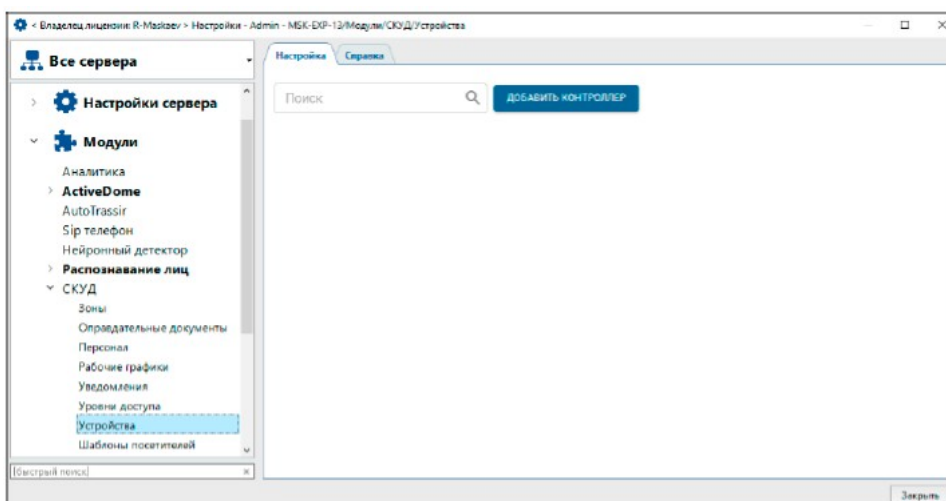 < Владелец лицензии: R-Maskaev > Настройки - Admin - MSK-EXP-13/Модули/СКУД/Устройства
Все сервера
Настройки сервера
Модули
Аналитика
ActiveDome
AutoTrassir
Sip телефон
Нейронный детектор
Распознавание лиц
СКУД
Зоны
Оправдательные документы
Персонал
Рабочие графики
Уведомления
Уровни доступа
Устройства
Шаблоны посетителей
[быстрый поиск]
Настройка
Справка
Поиск
ДОБАВИТЬ КОНТРОЛЛЕР
Закрыть